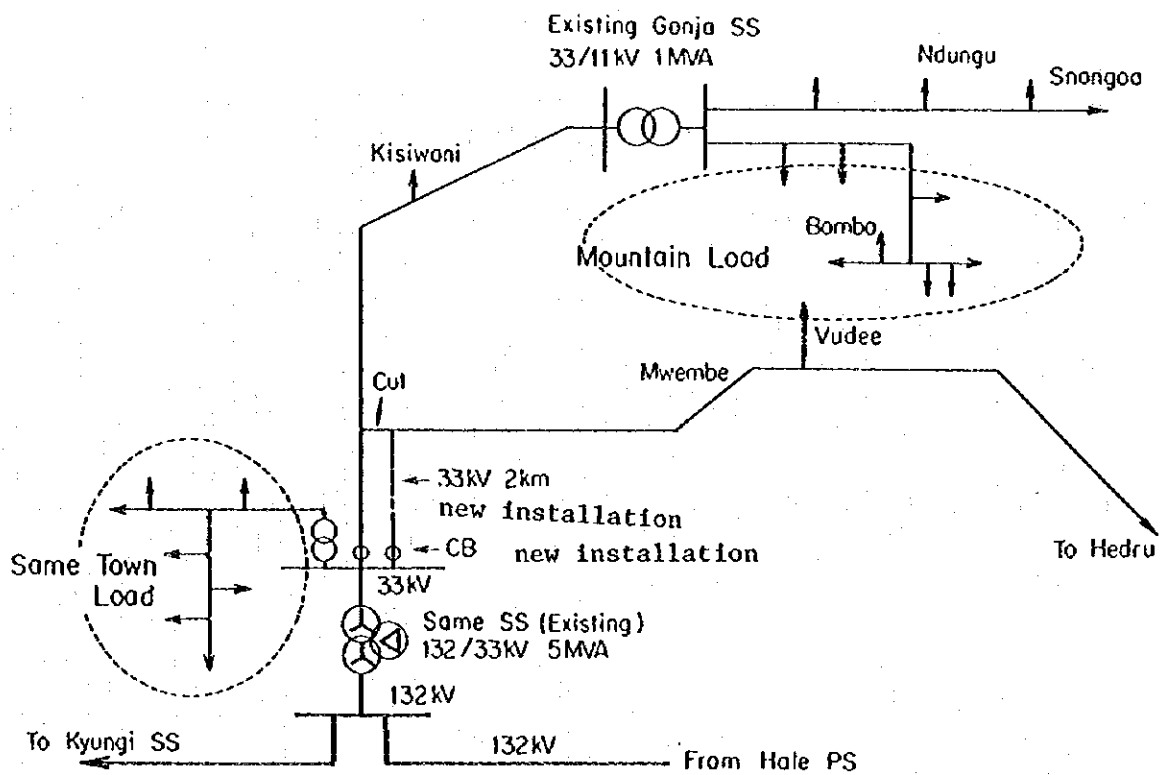 Existing Gonja SS
33/11kV 1MVA
Ndungu
Snongoa
Kisiwani
Bombo
Mountain Load
Vudee
Mwembe
Cut
33kV 2km
new installation
CB new installation
To Hedru
Same Town
Load
33kV
Same SS (Existing)
132/33kV 5MVA
132kV
To Kyungi SS
132kV
From Hale PS